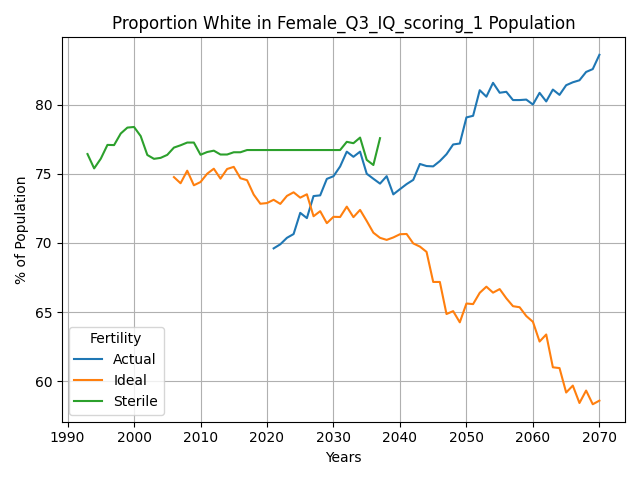 Proportion White in Female_Q3_IQ_scoring_1 Population
% of Population
80
75
70
65
60
Fertility
Actual
Ideal
Sterile
1990 2000 2010 2020 2030 2040 2050 2060 2070
Years